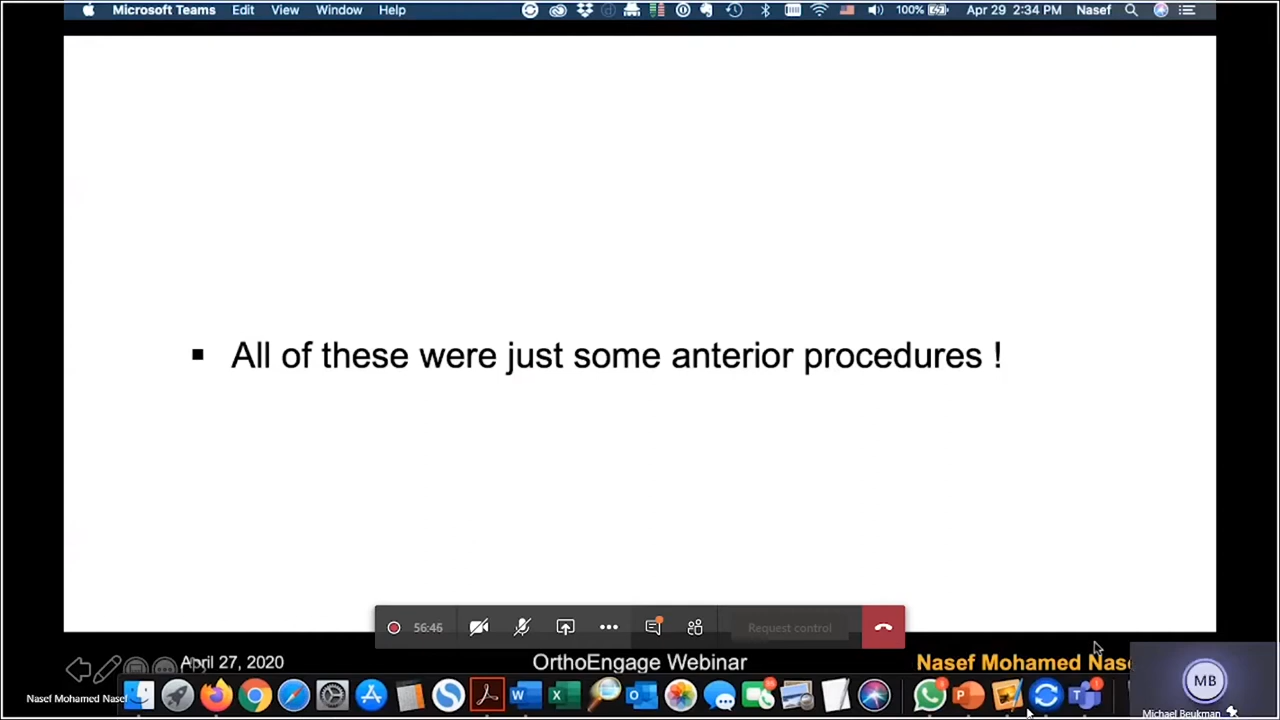 Microsoft Teams Edit View Window Help 100% Apr 29 2:34 PM Nasef
▪ All of these were just some anterior procedures !
56:46 Request control
April 27, 2020 OrthoEngage Webinar Nasef Mohamed Nase
Nasef Mohamed Nasef
MB
Michael Beukman